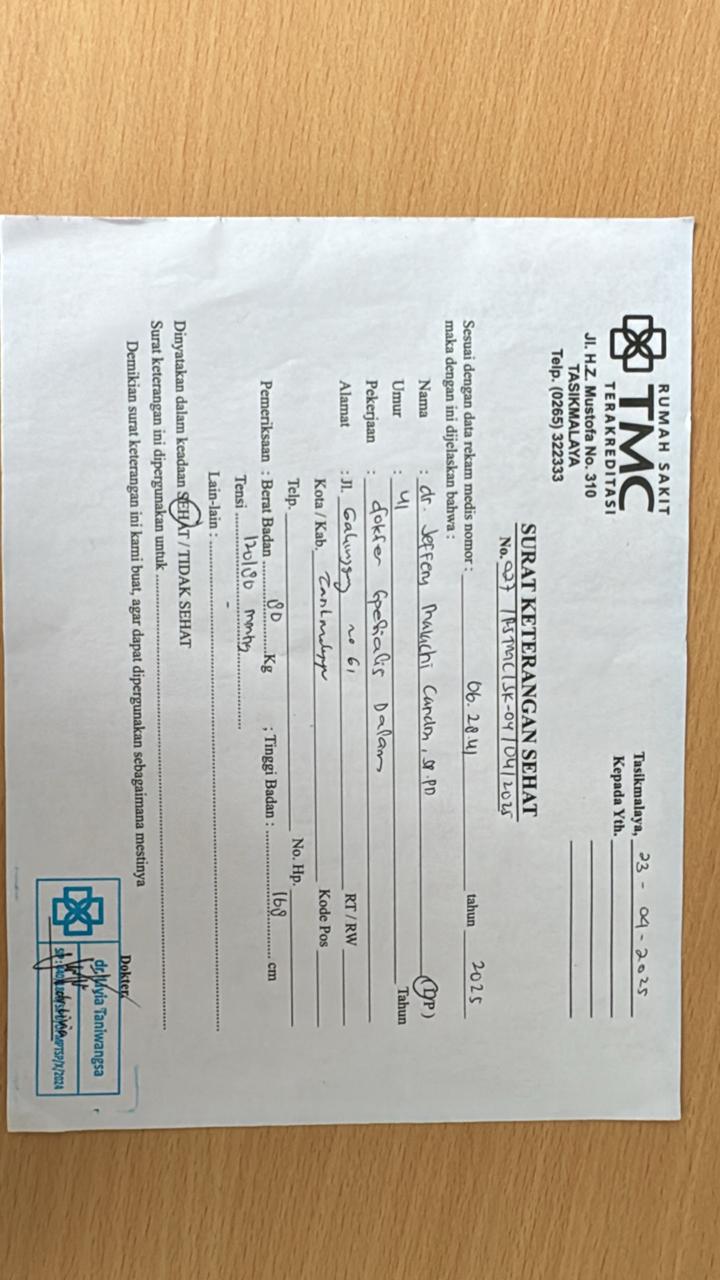 RUMAH SAKIT
TMC
TERAKREDITASI
Jl. H.Z. Mustofa No. 310
TASIKMALAYA
Telp. (0265) 322333
Tasikmalaya, 23 - 04 - 2025
Kepada Yth.
SURAT KETERANGAN SEHAT
No. 027 /RSTMC/SK-04/04/2025
Sesuai dengan data rekam medis nomor : 06.28.41 tahun 2025
maka dengan ini dijelaskan bahwa :
Nama : dr. Jeffery Candra, SP.PD (L/P)
Umur : 41 Tahun
Pekerjaan : dokter Spesialis Dalam
Alamat : Jl. Galunggung no 61 RT / RW
Kota / Kab. Tasikmalaya Kode Pos
Telp. No. Hp.
Pemeriksaan : Berat Badan 80 Kg ; Tinggi Badan : 168 cm
Tensi 120/80 mmHg
Lain-lain : -
Dinyatakan dalam keadaan SEHAT / TIDAK SEHAT
Surat keterangan ini dipergunakan untuk
Demikian surat keterangan ini kami buat, agar dapat dipergunakan sebagaimana mestinya
Dokter
Taniwangsa